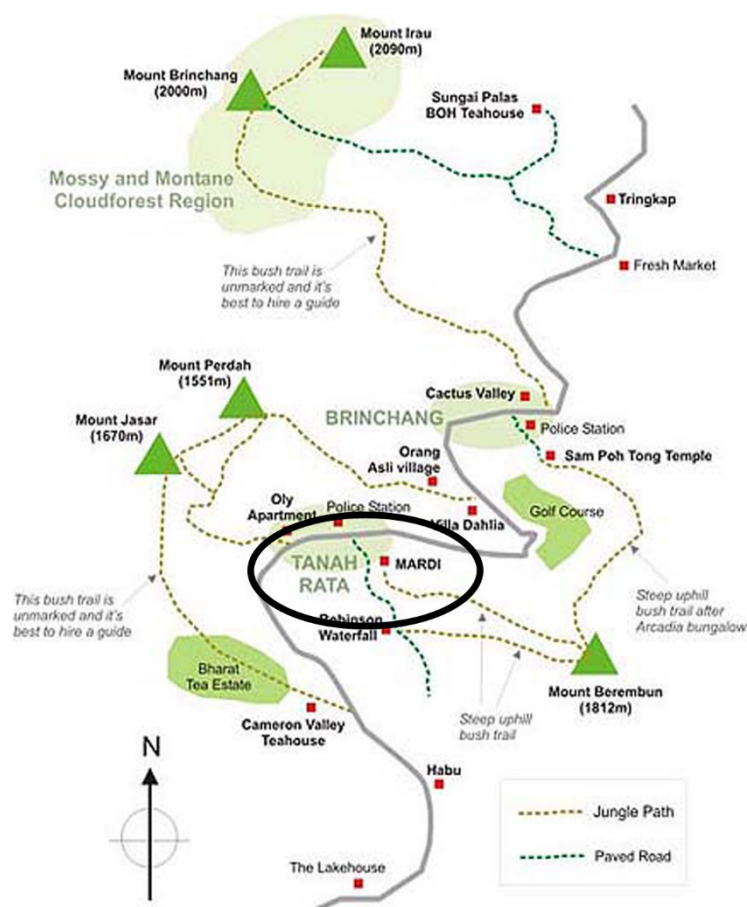 Mount Irau
(2090m)
Mount Brinchang
(2000m)
Sungai Palas
BOH Teahouse
Mossy and Montane
Cloudforest Region
Tringkap
This bush trail is
unmarked and it's
best to hire a guide
Fresh Market
Mount Perdah
(1551m)
Cactus Valley
Mount Jasar
(1670m)
BRINCHANG
Police Station
Orang
Asli village
Sam Poh Tong Temple
Oly
Apartment
Police Station
Villa Dahlia
Golf Course
TANAH
RATA
MARDI
This bush trail is
unmarked and it's
best to hire a guide
Steep uphill
bush trail after
Arcadia bungalow
Robinson
Waterfall
Bharat
Tea Estate
Mount Berembun
(1812m)
Steep uphill
bush trail
Cameron Valley
Teahouse
N
Habu
Jungle Path
Paved Road
The Lakehouse